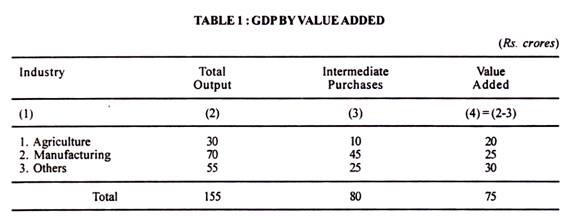 TABLE 1 : GDP BY VALUE ADDED
(Rs. crores)
Industry Total Output Intermediate Purchases Value Added
(1) (2) (3) (4) = (2-3)
1. Agriculture 30 10 20
2. Manufacturing 70 45 25
3. Others 55 25 30
Total 155 80 75